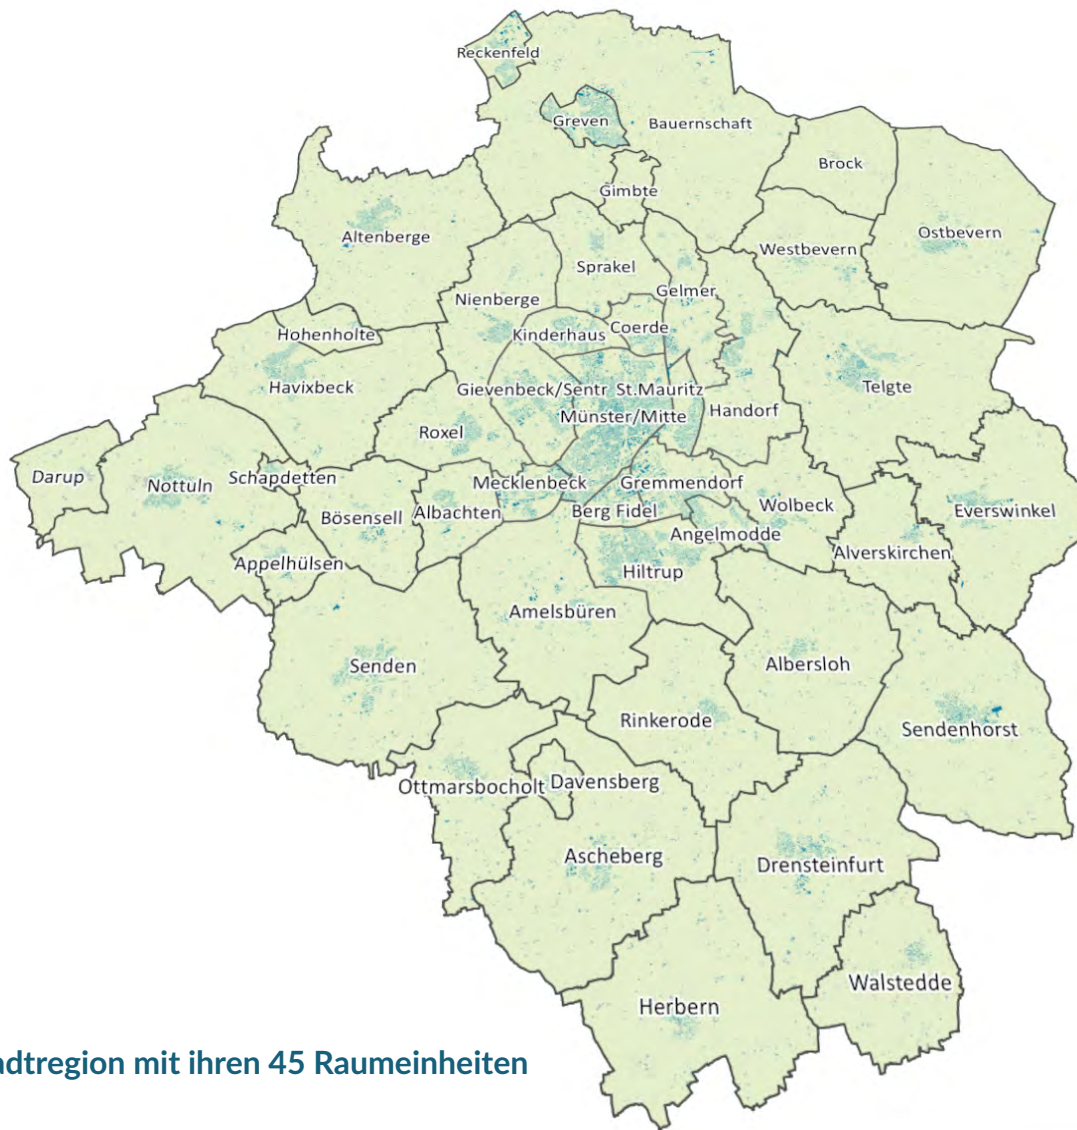 Reckenfeld
Greven
Bauernschaft
Brock
Gimbte
Altenberge
Westbevern
Ostbevern
Sprakel
Gelmer
Nienberge
Hohenholte
Kinderhaus
Coerde
Havixbeck
Gievenbeck/Sentr
St.Mauritz
Telgte
Münster/Mitte
Handorf
Roxel
Darup
Nottuln
Schapdetten
Mecklenbeck
Gremmendorf
Bösensell
Albachten
Berg Fidel
Wolbeck
Everswinkel
Angelmodde
Alverskirchen
Appelhülsen
Hiltrup
Amelsbüren
Senden
Albersloh
Rinkerode
Sendenhorst
Ottmarsbocholt
Davensberg
Ascheberg
Drensteinfurt
Walstedde
Herbern
adtregion mit ihren 45 Raumeinheiten